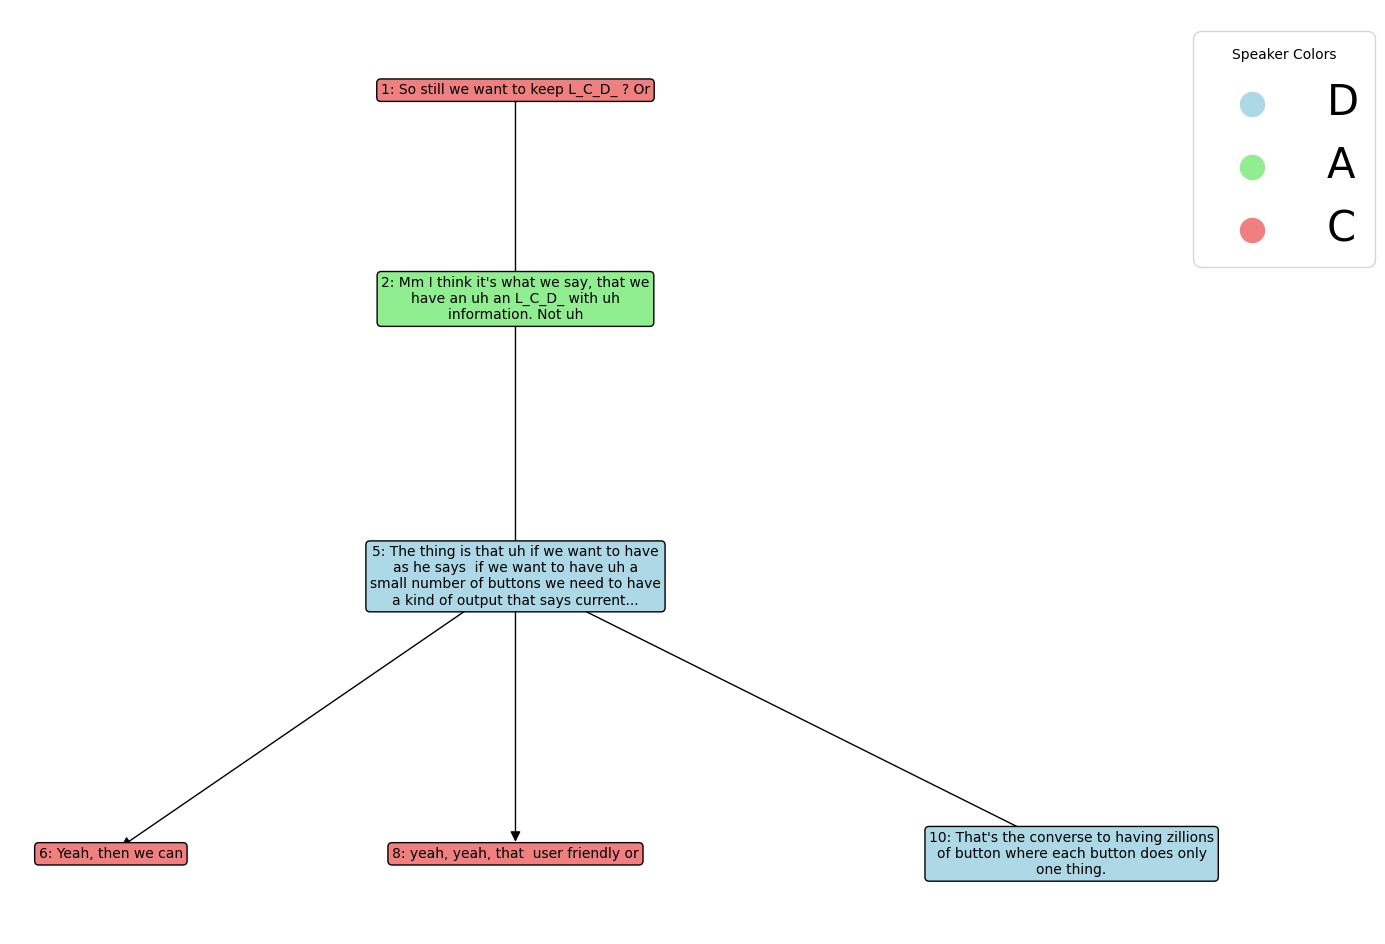 1: So still we want to keep L_C_D_ ? Or
Speaker Colors
D
A
C
2: Mm I think it's what we say, that we
have an uh an L_C_D_ with uh
information. Not uh
5: The thing is that uh if we want to have
as he says  if we want to have uh a
small number of buttons we need to have
a kind of output that says current...
6: Yeah, then we can
8: yeah, yeah, that  user friendly or
10: That's the converse to having zillions
of button where each button does only
one thing.